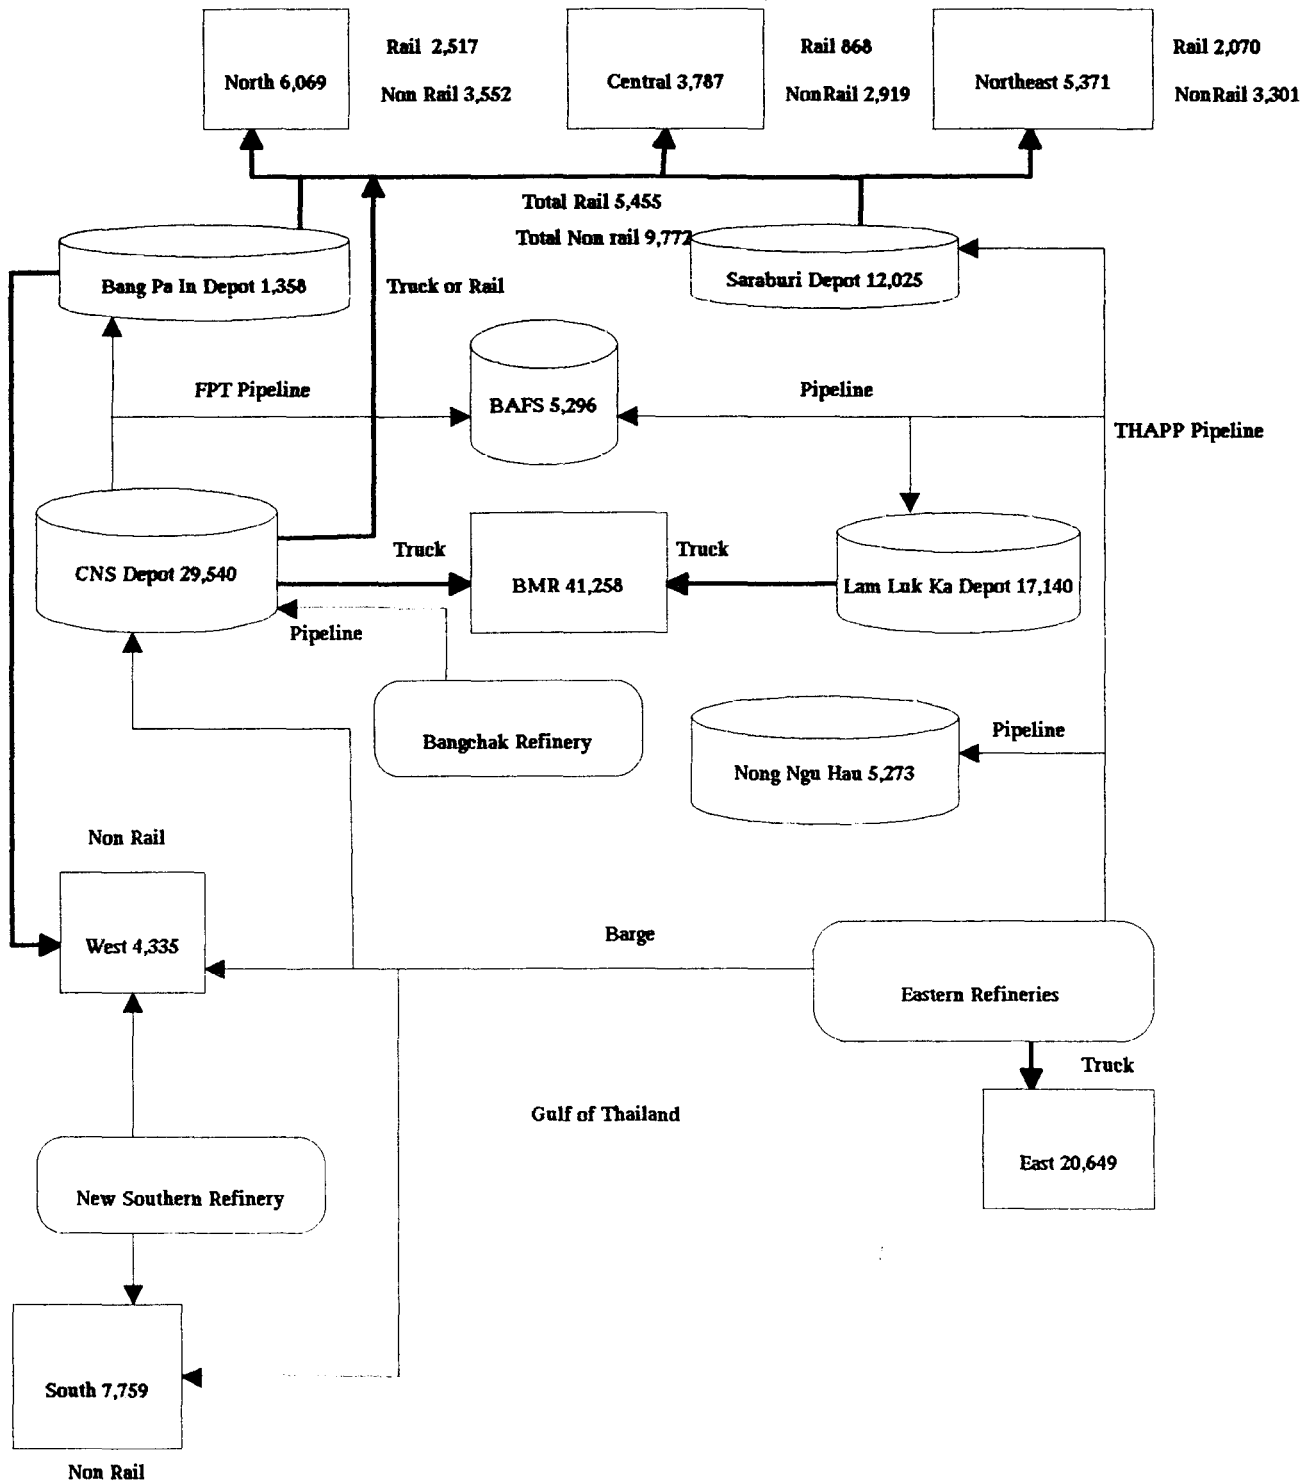 Rail 2,517
North 6,069
Non Rail 3,552
Rail 868
Central 3,787
NonRail 2,919
Rail 2,070
Northeast 5,371
NonRail 3,301
Total Rail 5,455
Total Non rail 9,772
Bang Pa In Depot 1,358
Truck or Rail
Saraburi Depot 12,025
FPT Pipeline
BAFS 5,296
Pipeline
THAPP Pipeline
CNS Depot 29,540
Truck
BMR 41,258
Truck
Lam Luk Ka Depot 17,140
Pipeline
Bangchak Refinery
Pipeline
Nong Ngu Hau 5,273
Non Rail
West 4,335
Barge
Eastern Refineries
Truck
Gulf of Thailand
East 20,649
New Southern Refinery
South 7,759
Non Rail